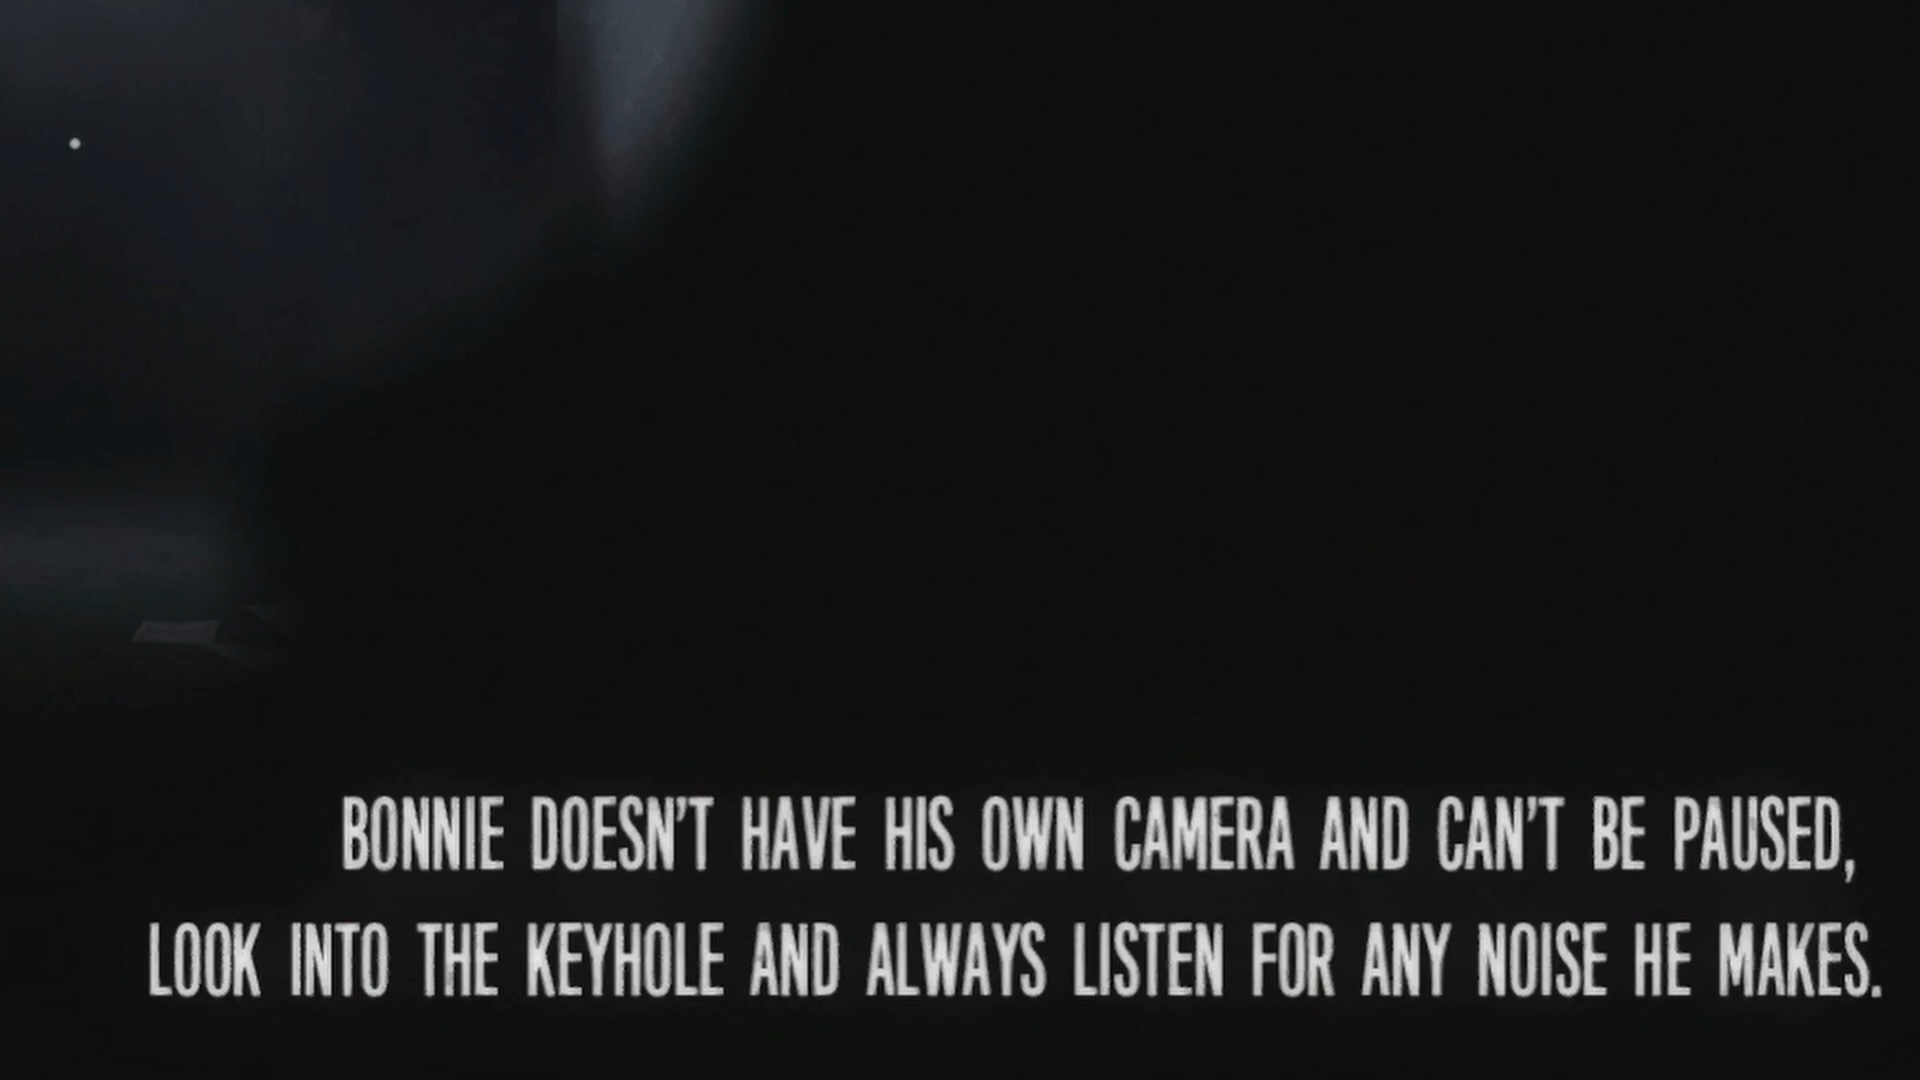 BONNIE DOESN'T HAVE HIS OWN CAMERA AND CAN'T BE PAUSED,
LOOK INTO THE KEYHOLE AND ALWAYS LISTEN FOR ANY NOISE HE MAKES.